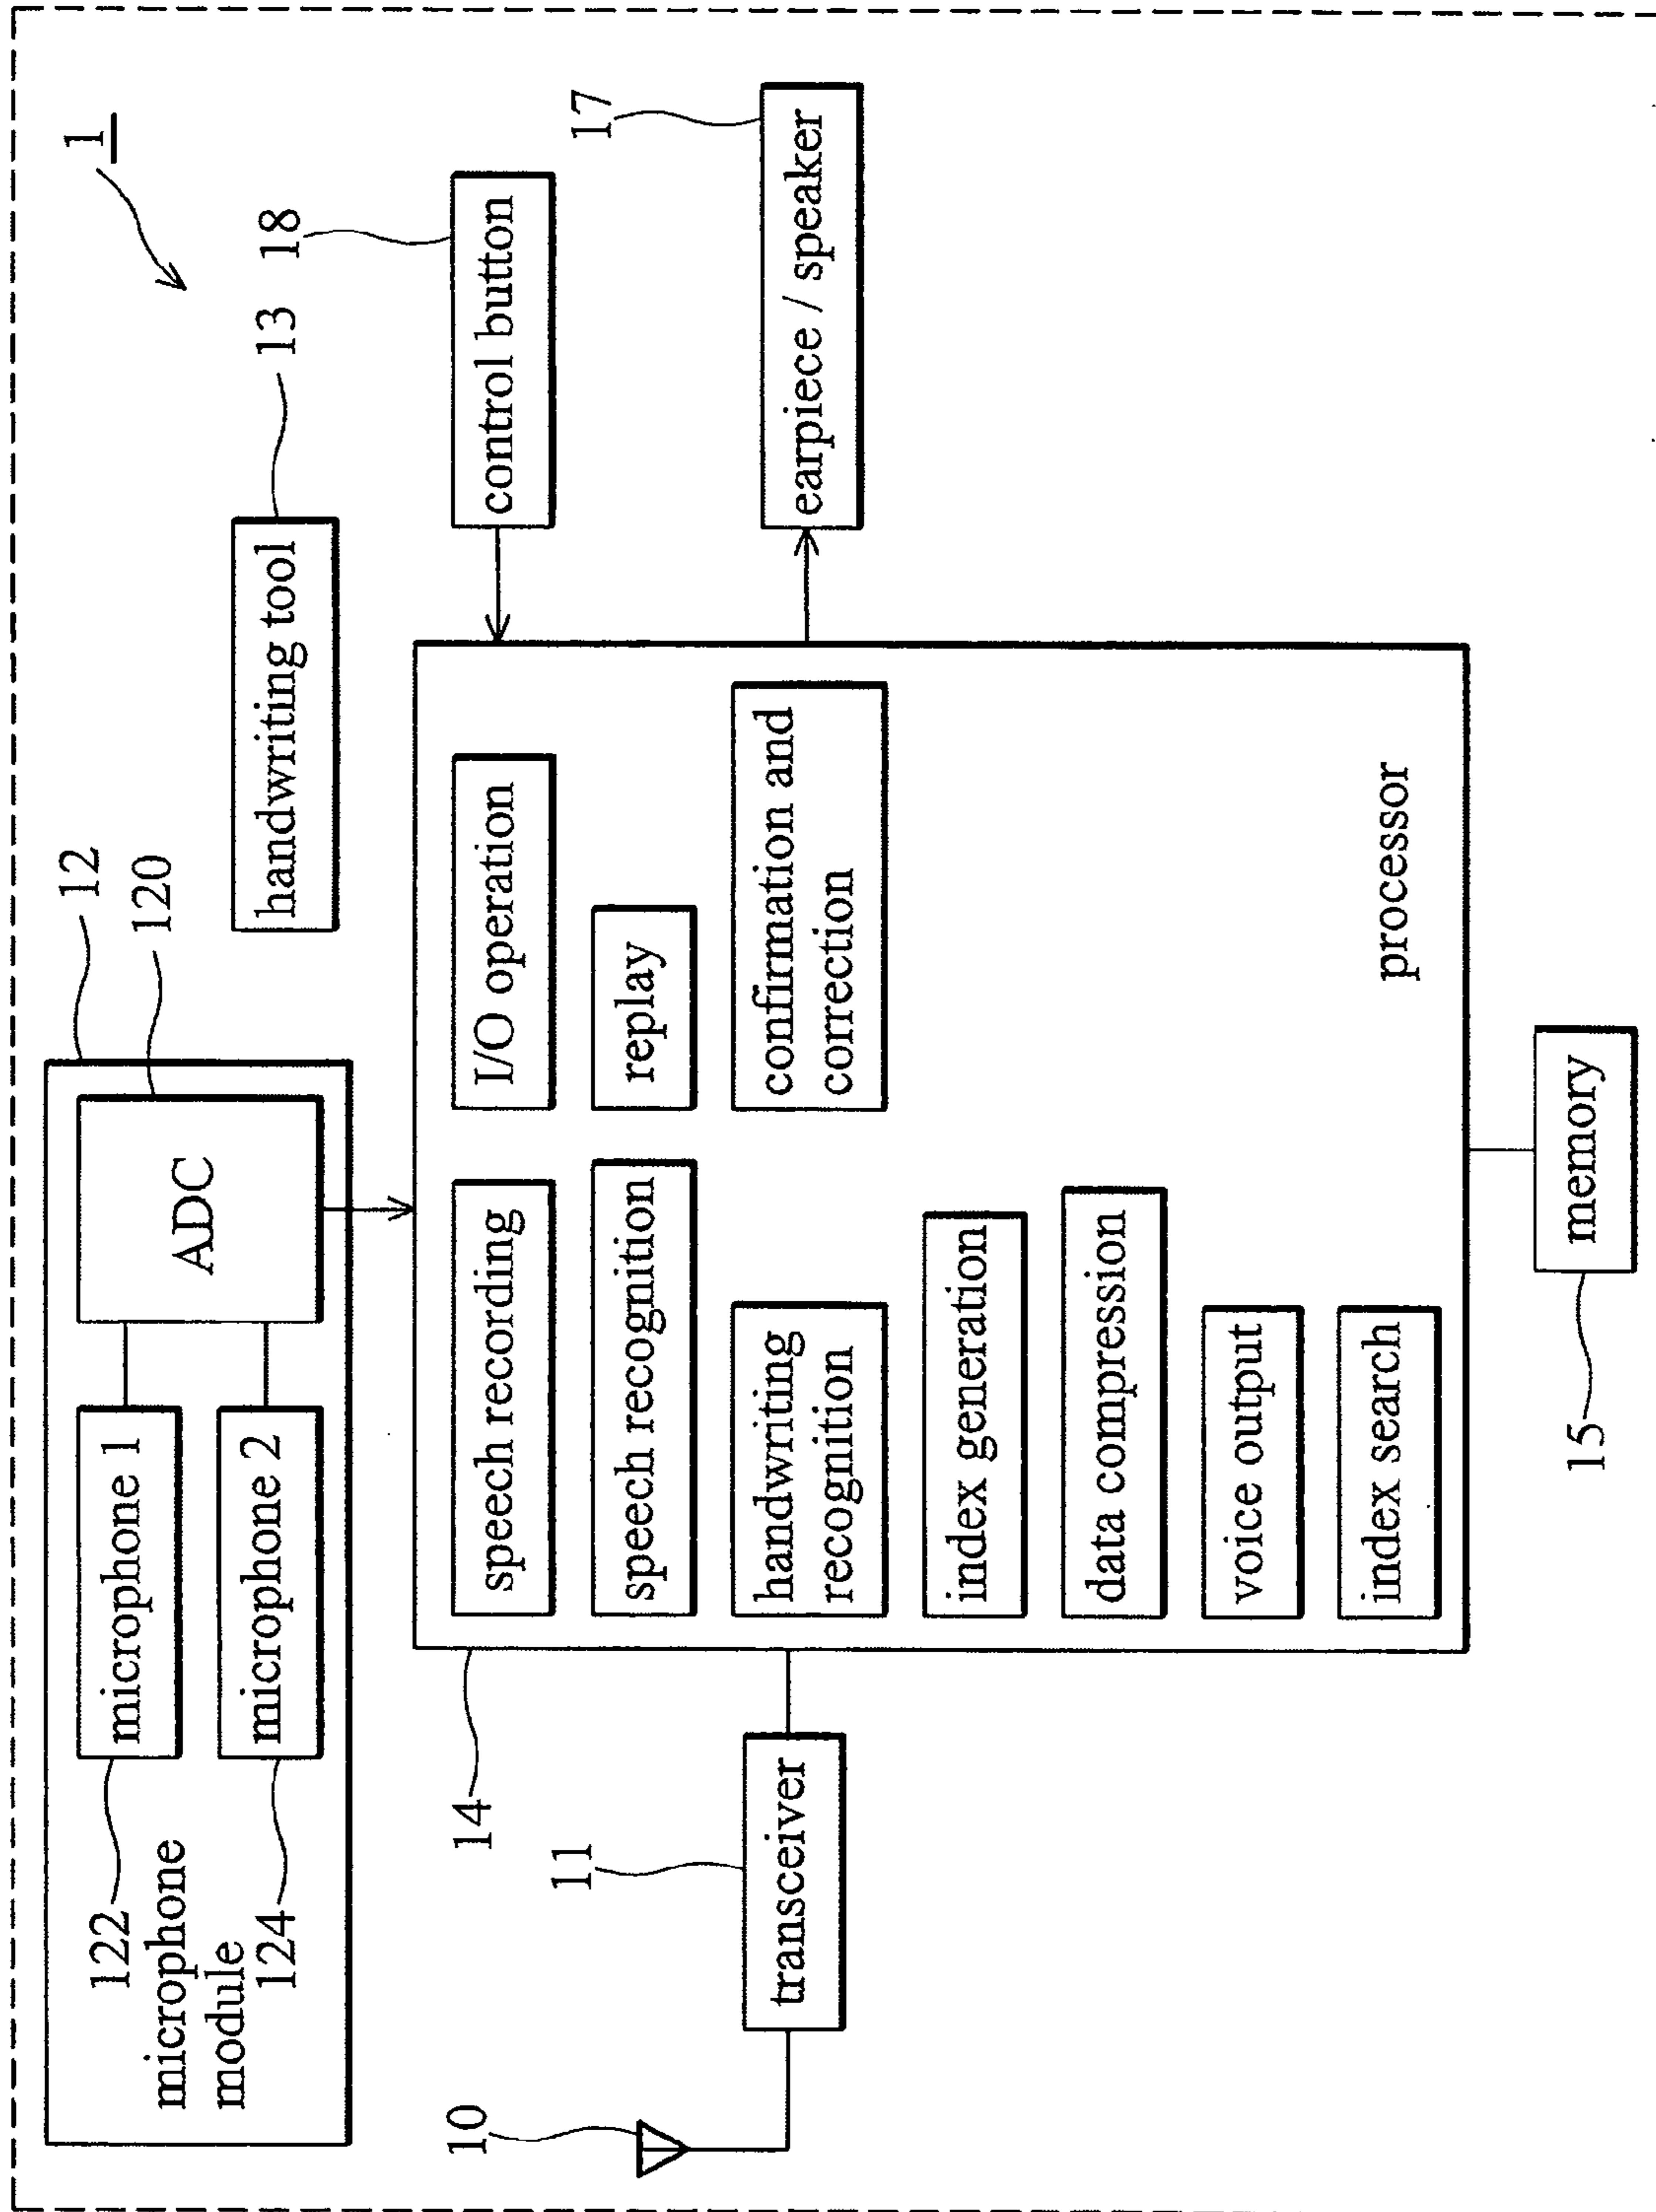 1
12
120
13
18
17
122
microphone
module
124
microphone 1
microphone 2
ADC
handwriting tool
control button
earpiece / speaker
10
11
transceiver
14
speech recording
I/O operation
speech recognition
replay
handwriting
recognition
confirmation and
correction
index generation
data compression
voice output
index search
processor
15
memory